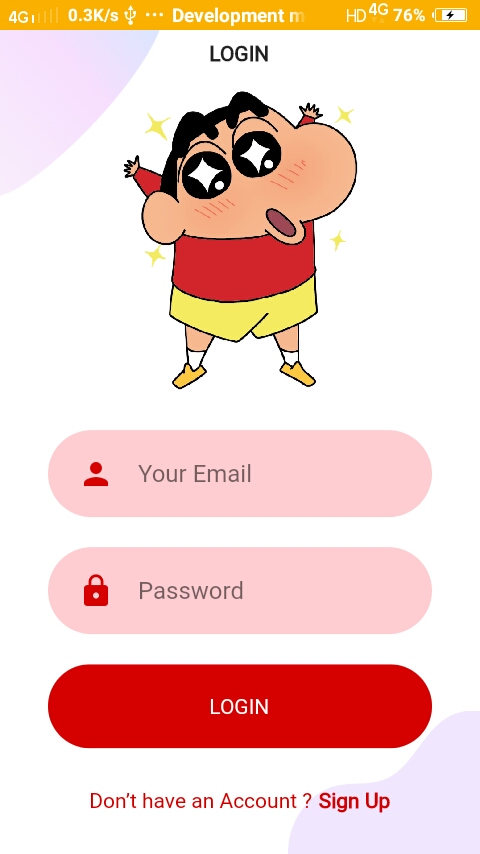 4G 0.3K/s ••• Development m HD 4G 76%
LOGIN
Your Email
Password
LOGIN
Don’t have an Account ? Sign Up